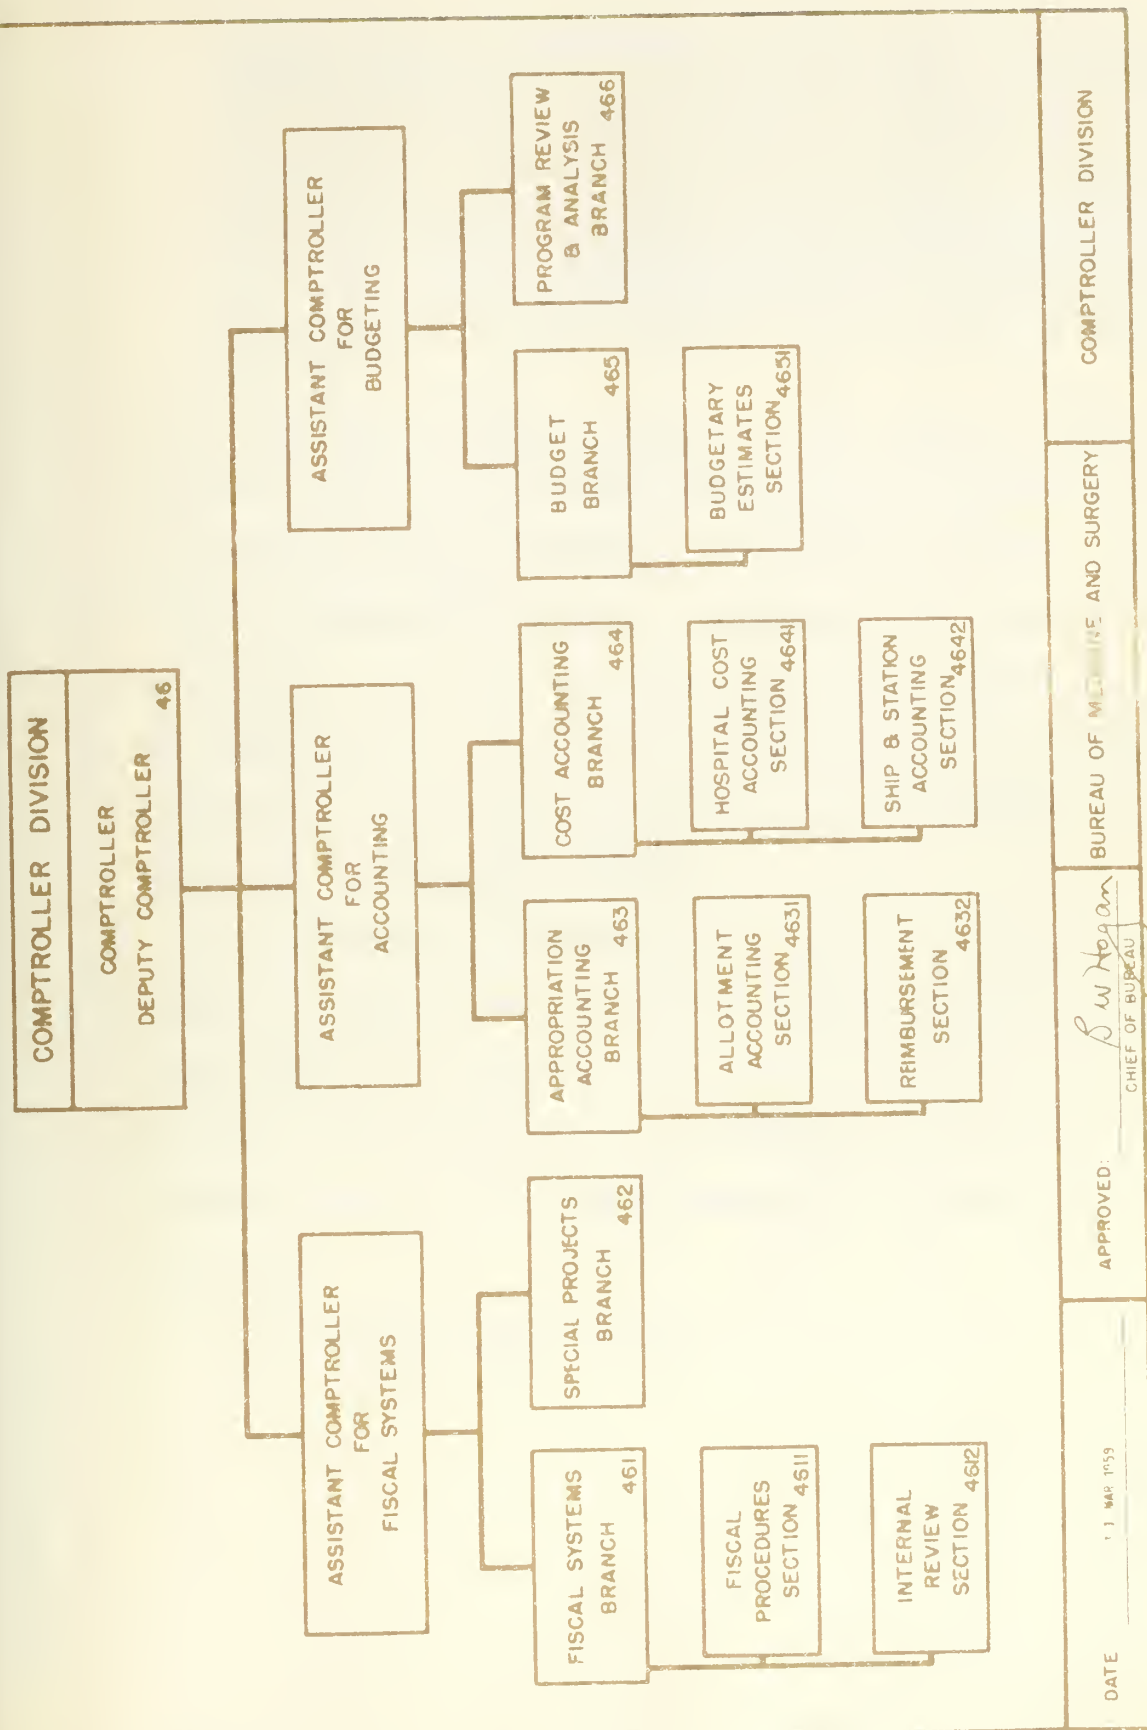 COMPTROLLER DIVISION
COMPTROLLER
DEPUTY COMPTROLLER
46
ASSISTANT COMPTROLLER
FOR
FISCAL SYSTEMS
ASSISTANT COMPTROLLER
FOR
ACCOUNTING
ASSISTANT COMPTROLLER
FOR
BUDGETING
FISCAL SYSTEMS
BRANCH
461
SPECIAL PROJECTS
BRANCH
462
APPROPRIATION
ACCOUNTING
BRANCH 463
COST ACCOUNTING
BRANCH
464
BUDGET
BRANCH
465
PROGRAM REVIEW
& ANALYSIS
BRANCH 466
FISCAL
PROCEDURES
SECTION 4611
ALLOTMENT
ACCOUNTING
SECTION 4631
HOSPITAL COST
ACCOUNTING
SECTION 4641
BUDGETARY
ESTIMATES
SECTION 4651
INTERNAL
REVIEW
SECTION 4612
REIMBURSEMENT
SECTION
4632
SHIP & STATION
ACCOUNTING
SECTION 4642
DATE MAR 1959
APPROVED: B W Hogan
CHIEF OF BUREAU
BUREAU OF MEDICINE AND SURGERY
COMPTROLLER DIVISION